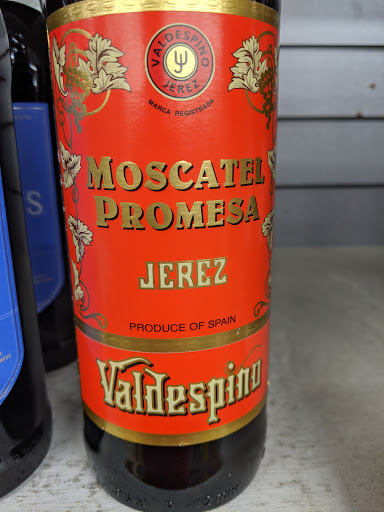 VALDESPINO
JEREZ
MARCA REGISTRADA
MOSCATEL
PROMESA
JEREZ
PRODUCE OF SPAIN
Valdespino
S.